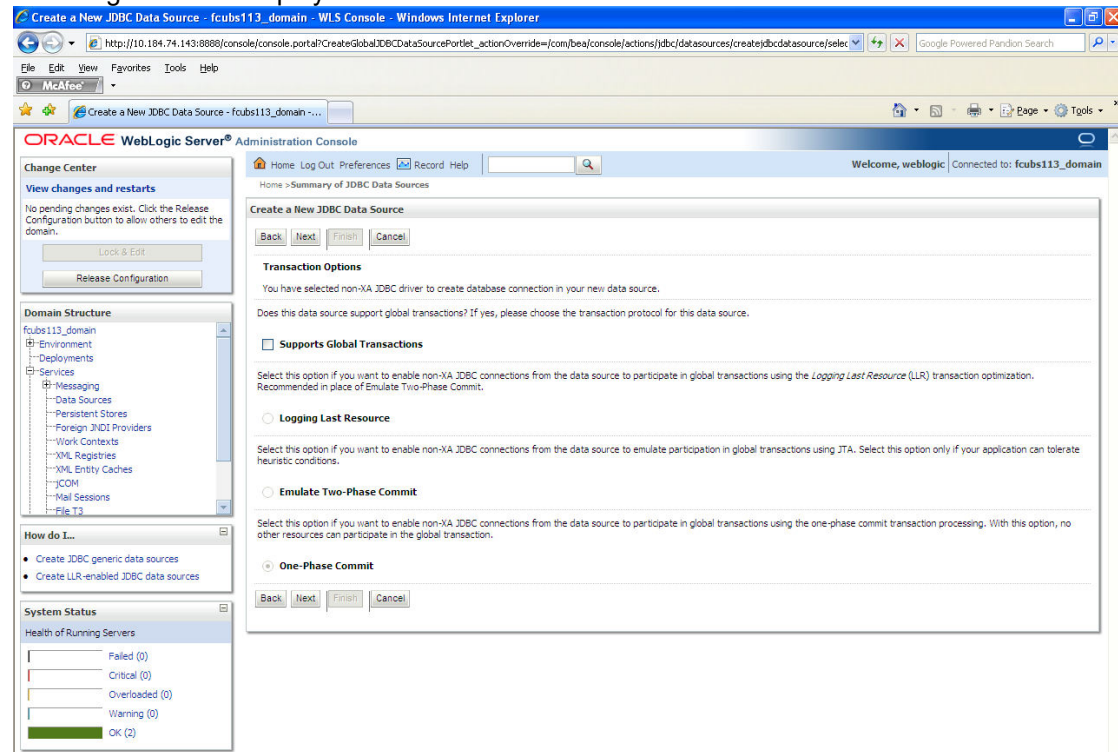 Create a New JDBC Data Source - fcubs113_domain - WLS Console - Windows Internet Explorer
http://10.184.74.143:8888/console/console.portal?CreateGlobalJDBCDataSourcePortlet_actionOverride=/com/bea/console/actions/jdbc/datasources/createjdbcdatasource/selec
Google Powered Pandion Search
File Edit View Favorites Tools Help
McAfee
Create a New JDBC Data Source - fcubs113_domain -...
Page Tools
ORACLE WebLogic Server® Administration Console
Change Center
View changes and restarts
No pending changes exist. Click the Release
Configuration button to allow others to edit the
domain.
Lock & Edit
Release Configuration
Domain Structure
fcubs113_domain
Environment
Deployments
Services
Messaging
Data Sources
Persistent Stores
Foreign JNDI Providers
Work Contexts
XML Registries
XML Entity Caches
jCOM
Mail Sessions
File T3
How do I...
Create JDBC generic data sources
Create LLR-enabled JDBC data sources
System Status
Health of Running Servers
Failed (0)
Critical (0)
Overloaded (0)
Warning (0)
OK (2)
Home Log Out Preferences Record Help
Welcome, weblogic Connected to: fcubs113_domain
Home >Summary of JDBC Data Sources
Create a New JDBC Data Source
Back Next Finish Cancel
Transaction Options
You have selected non-XA JDBC driver to create database connection in your new data source.
Does this data source support global transactions? If yes, please choose the transaction protocol for this data source.
Supports Global Transactions
Select this option if you want to enable non-XA JDBC connections from the data source to participate in global transactions using the Logging Last Resource (LLR) transaction optimization.
Recommended in place of Emulate Two-Phase Commit.
Logging Last Resource
Select this option if you want to enable non-XA JDBC connections from the data source to emulate participation in global transactions using JTA. Select this option only if your application can tolerate
heuristic conditions.
Emulate Two-Phase Commit
Select this option if you want to enable non-XA JDBC connections from the data source to participate in global transactions using the one-phase commit transaction processing. With this option, no
other resources can participate in the global transaction.
One-Phase Commit
Back Next Finish Cancel